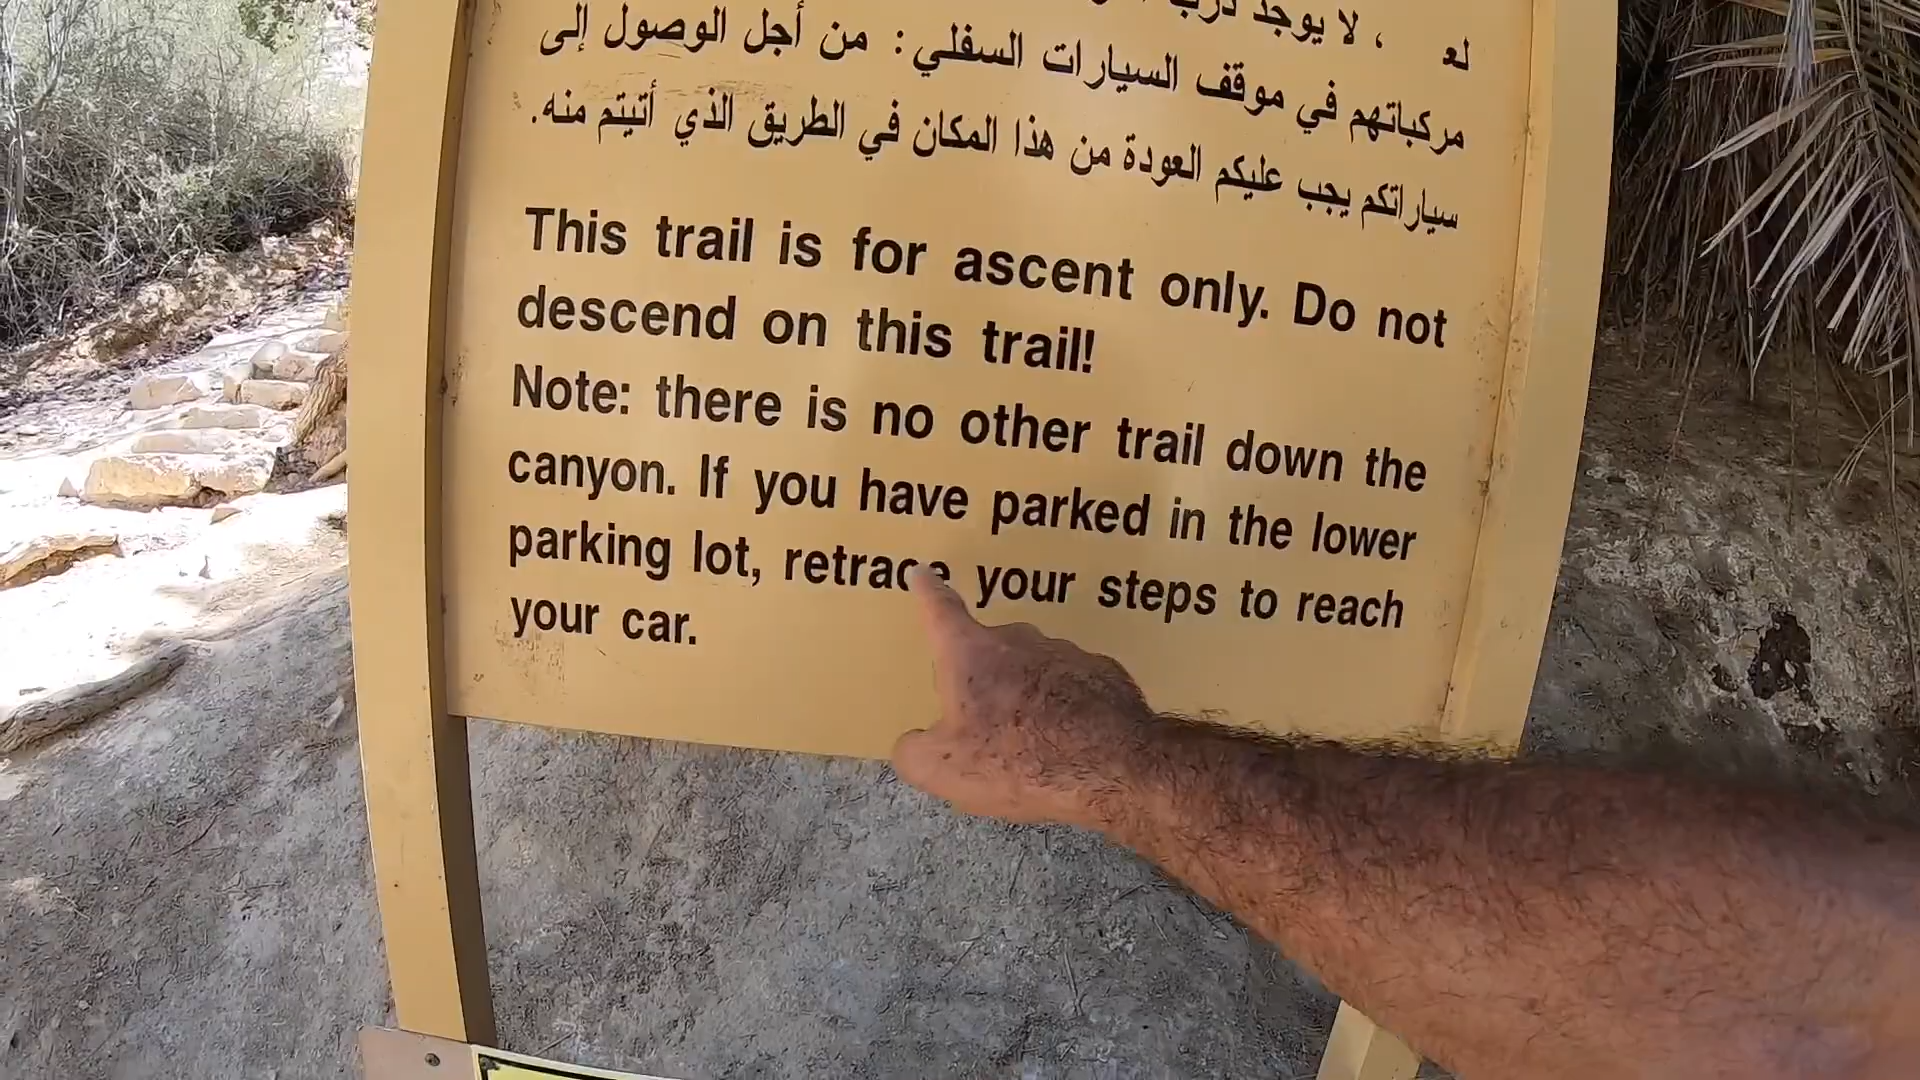 ، لا يوجد
مركباتهم في موقف السيارات السفلي: من أجل الوصول إلى
سياراتكم يجب عليكم العودة من هذا المكان في الطريق الذي أتيتم منه.
This trail is for ascent only. Do not
descend on this trail!
Note: there is no other trail down the
canyon. If you have parked in the lower
parking lot, retrace your steps to reach
your car.